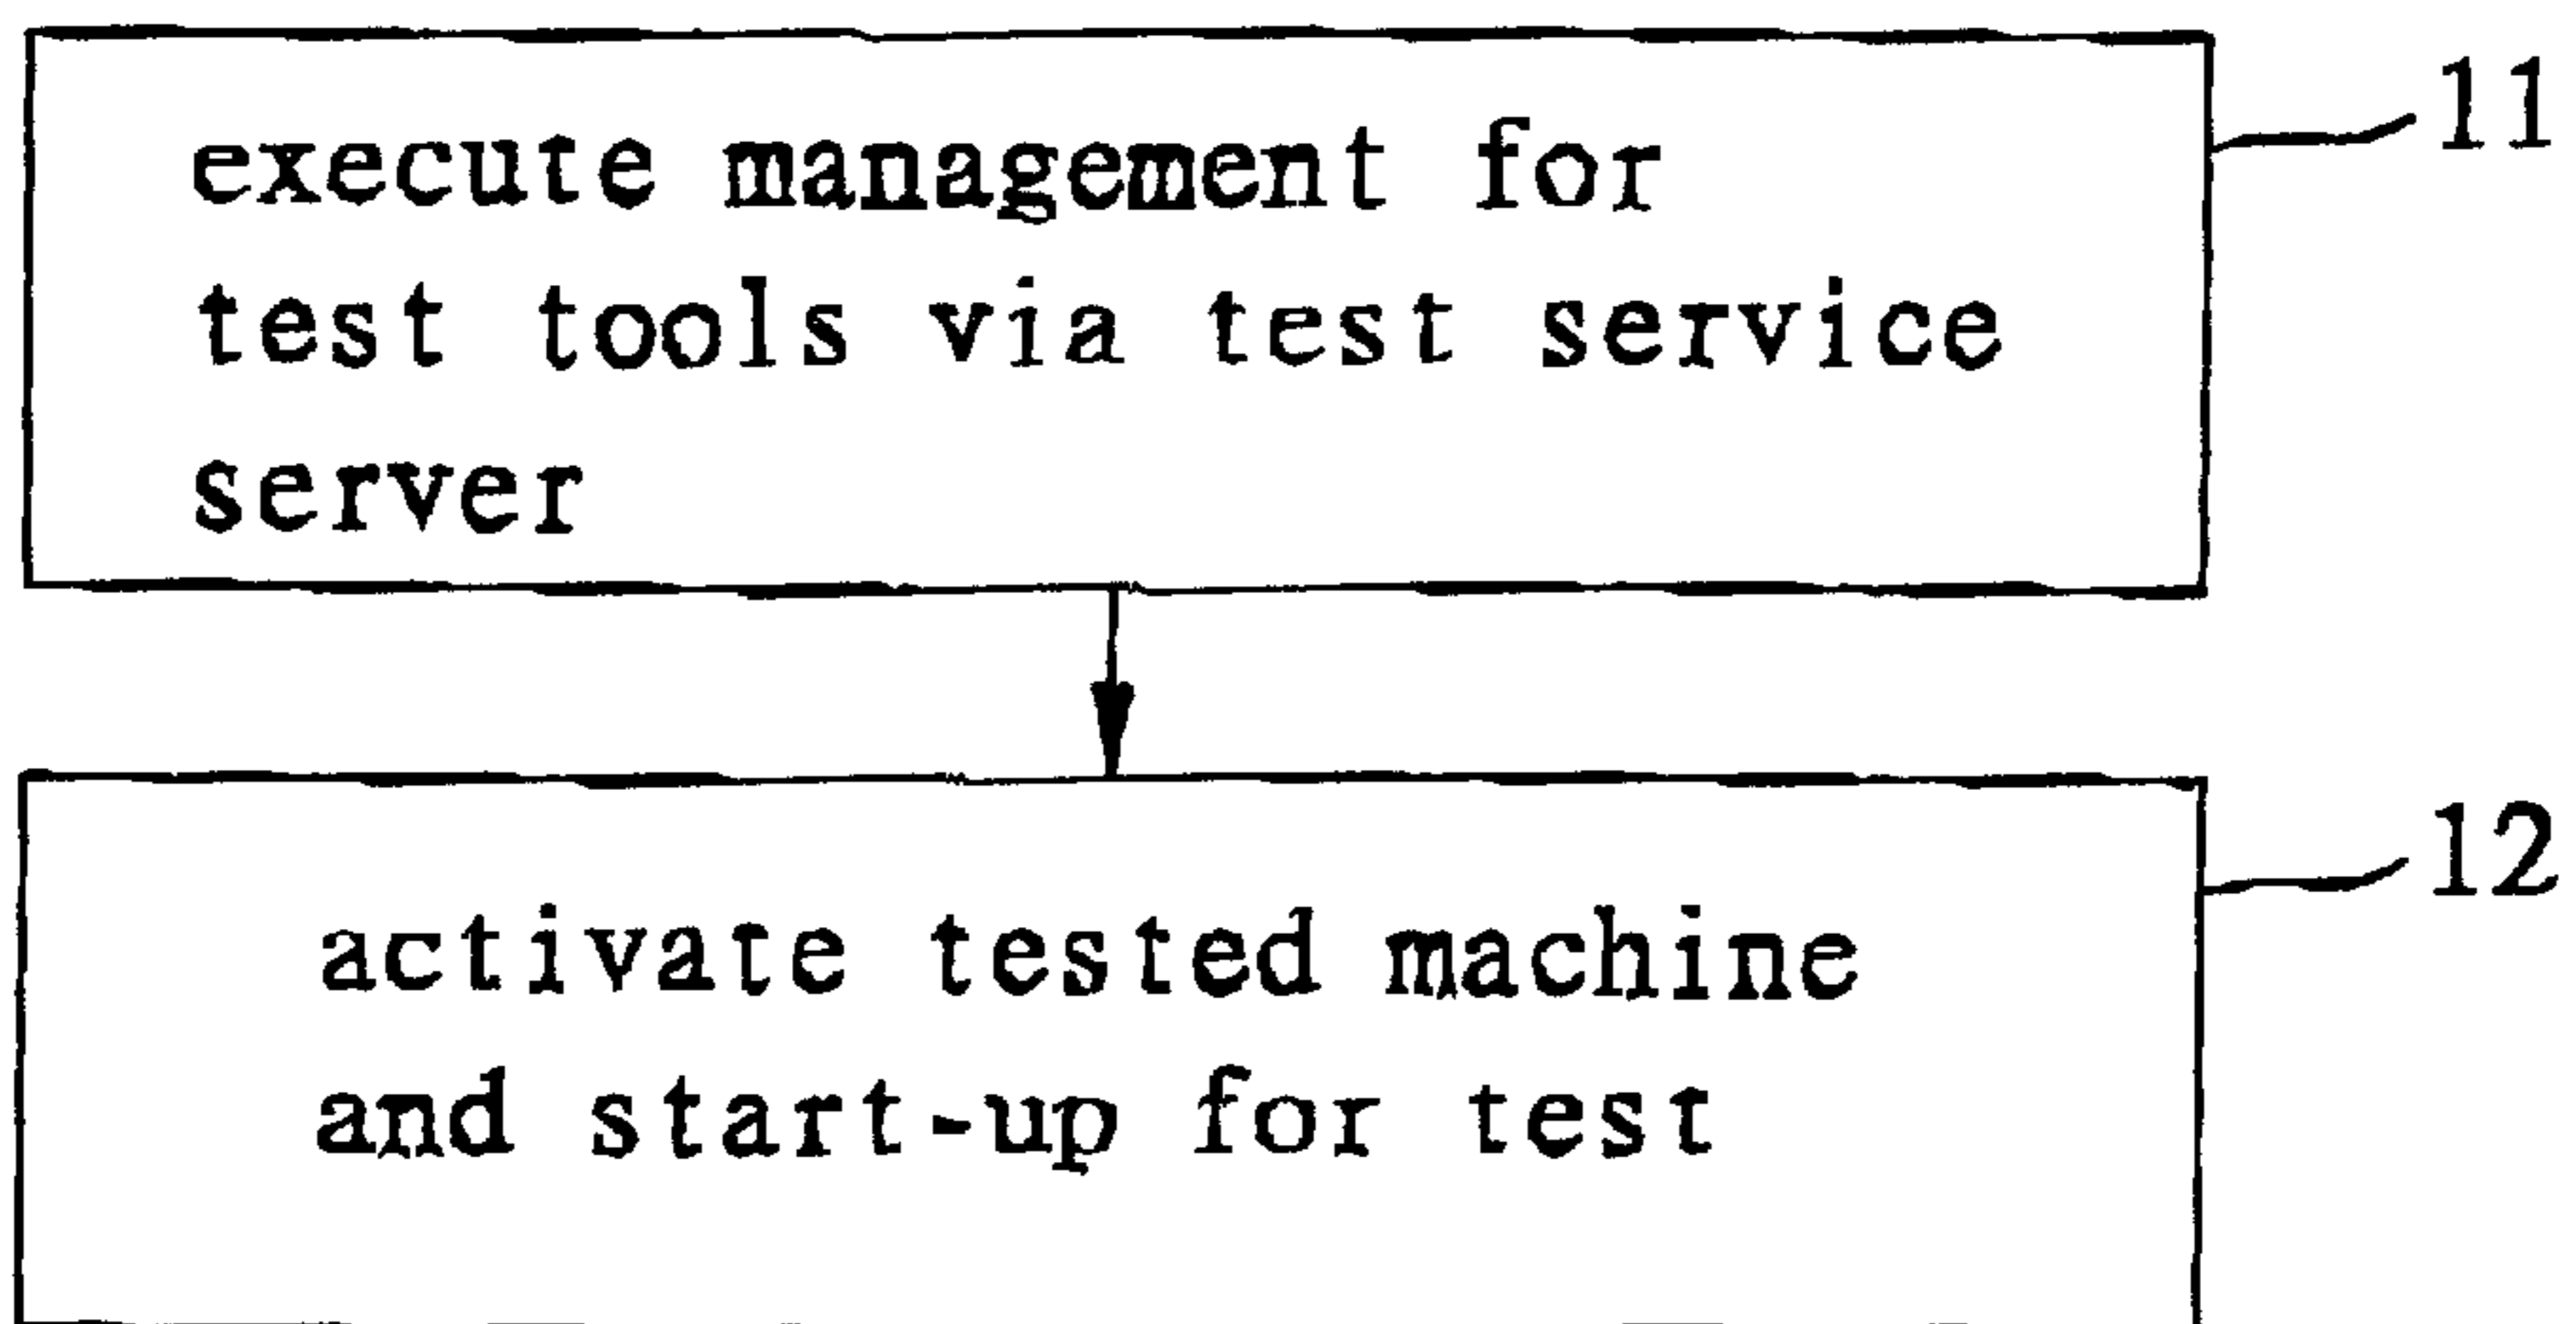 execute management for
test tools via test service
server
11
activate tested machine
and start-up for test
12